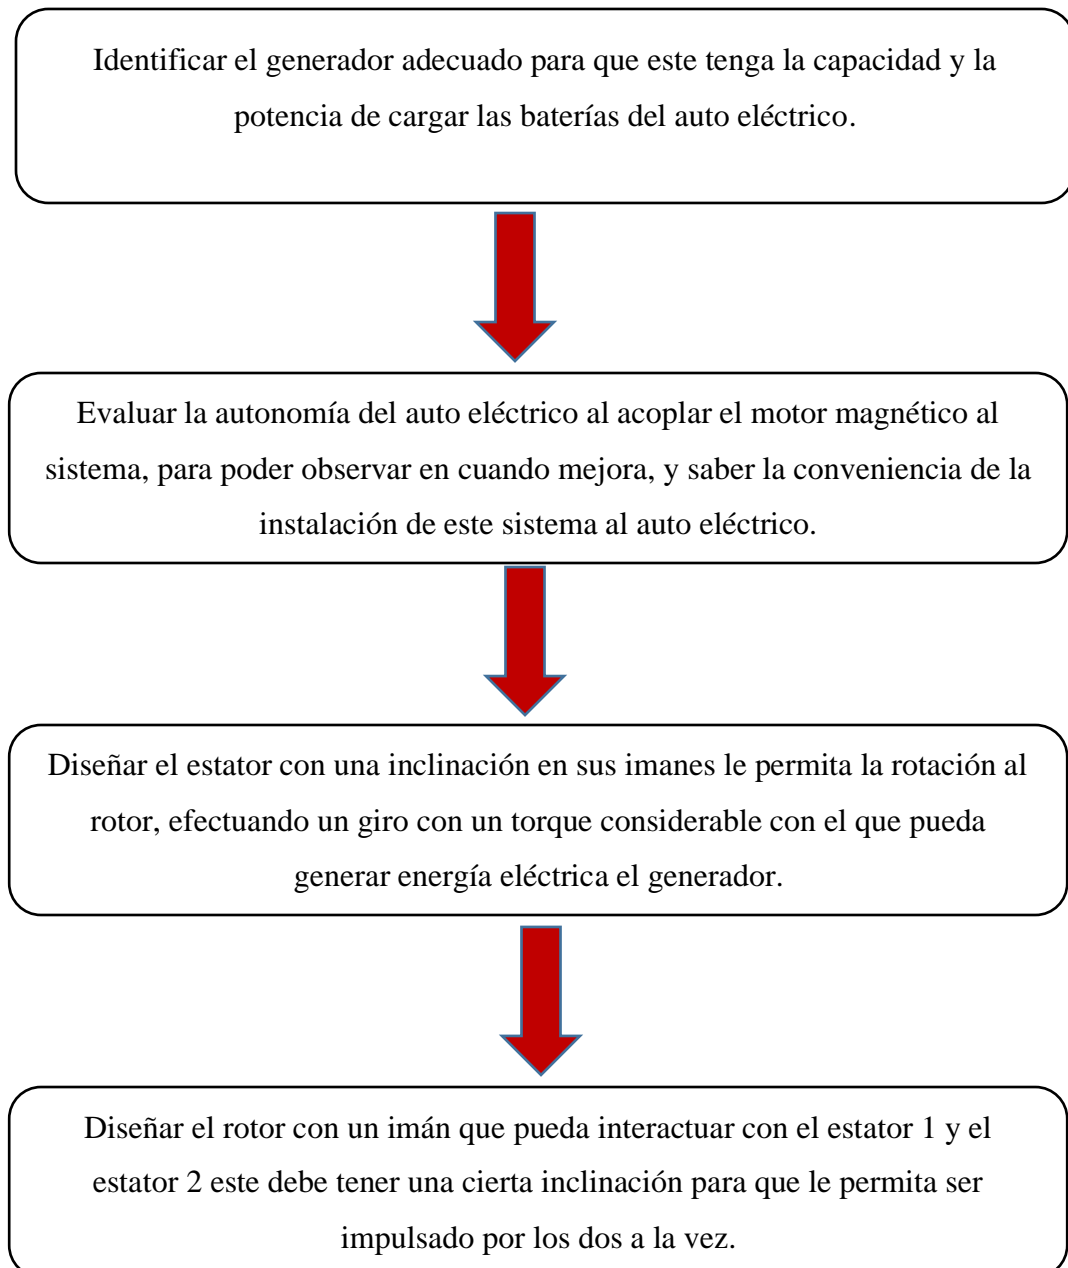 Identificar el generador adecuado para que este tenga la capacidad y la
potencia de cargar las baterías del auto eléctrico.
Evaluar la autonomía del auto eléctrico al acoplar el motor magnético al
sistema, para poder observar en cuando mejora, y saber la conveniencia de la
instalación de este sistema al auto eléctrico.
Diseñar el estator con una inclinación en sus imanes le permita la rotación al
rotor, efectuando un giro con un torque considerable con el que pueda
generar energía eléctrica el generador.
Diseñar el rotor con un imán que pueda interactuar con el estator 1 y el
estator 2 este debe tener una cierta inclinación para que le permita ser
impulsado por los dos a la vez.